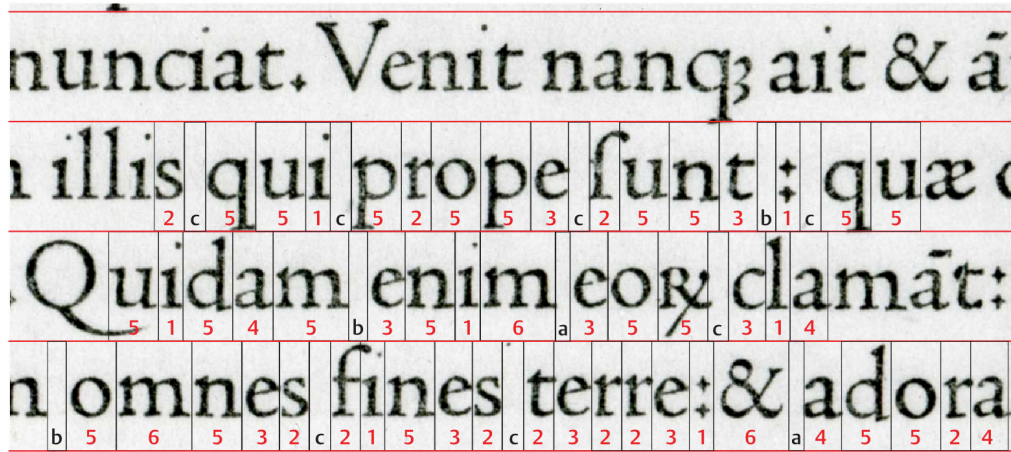 nunciat. Venit nanqꝫ ait & ā
n illis qui prope ſunt : quæ
2 c 5 5 1 c 5 2 5 5 3 c 2 5 5 3 b 1 c 5 5
. Quidam enim eoꝝ clamāt:
5 1 5 4 5 b 3 5 1 6 a 3 5 5 c 3 1 4
n omnes fines terre:& adora
b 5 6 5 3 2 c 2 1 5 3 2 c 2 3 2 2 3 1 6 a 4 5 5 2 4